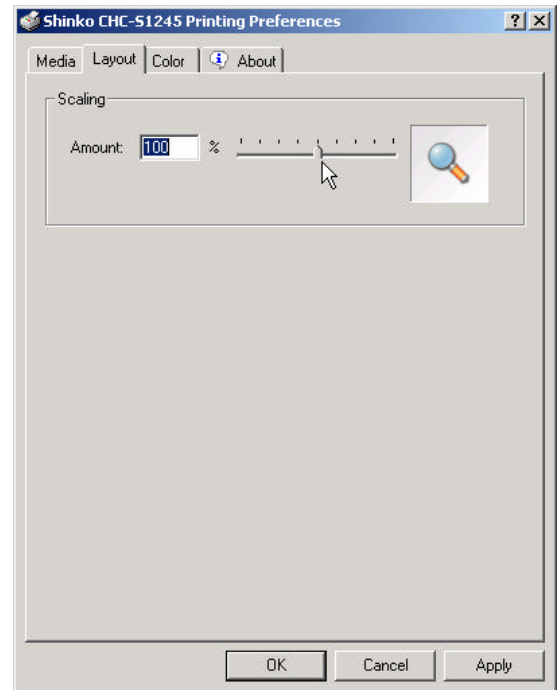 Shinko CHC-S1245 Printing Preferences
Media Layout Color About
Scaling
Amount: 100 %
OK Cancel Apply